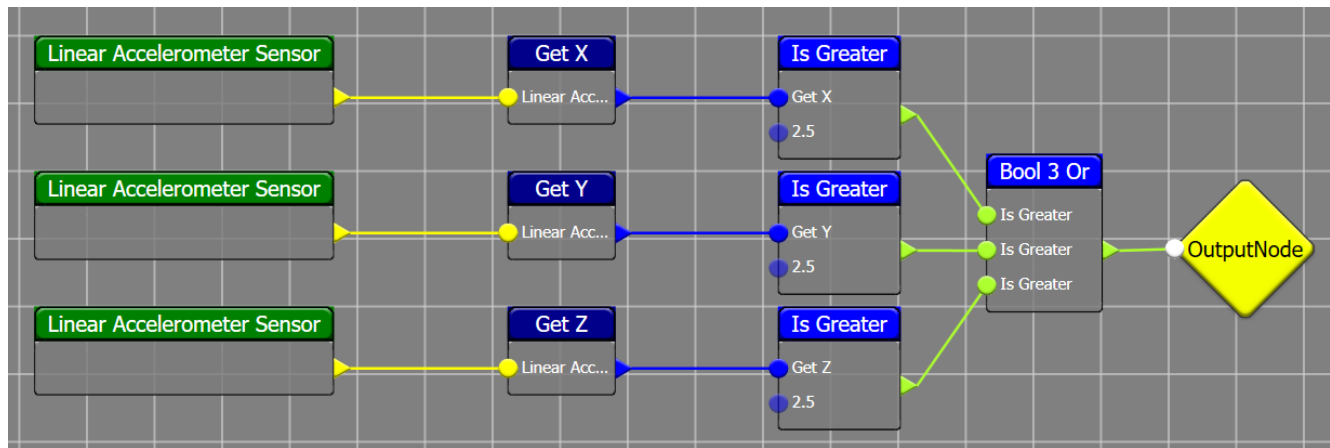 Linear Accelerometer Sensor
Get X
Linear Acc...
Is Greater
Get X
2.5
Linear Accelerometer Sensor
Get Y
Linear Acc...
Is Greater
Get Y
2.5
Linear Accelerometer Sensor
Get Z
Linear Acc...
Is Greater
Get Z
2.5
Bool 3 Or
Is Greater
Is Greater
Is Greater
OutputNode